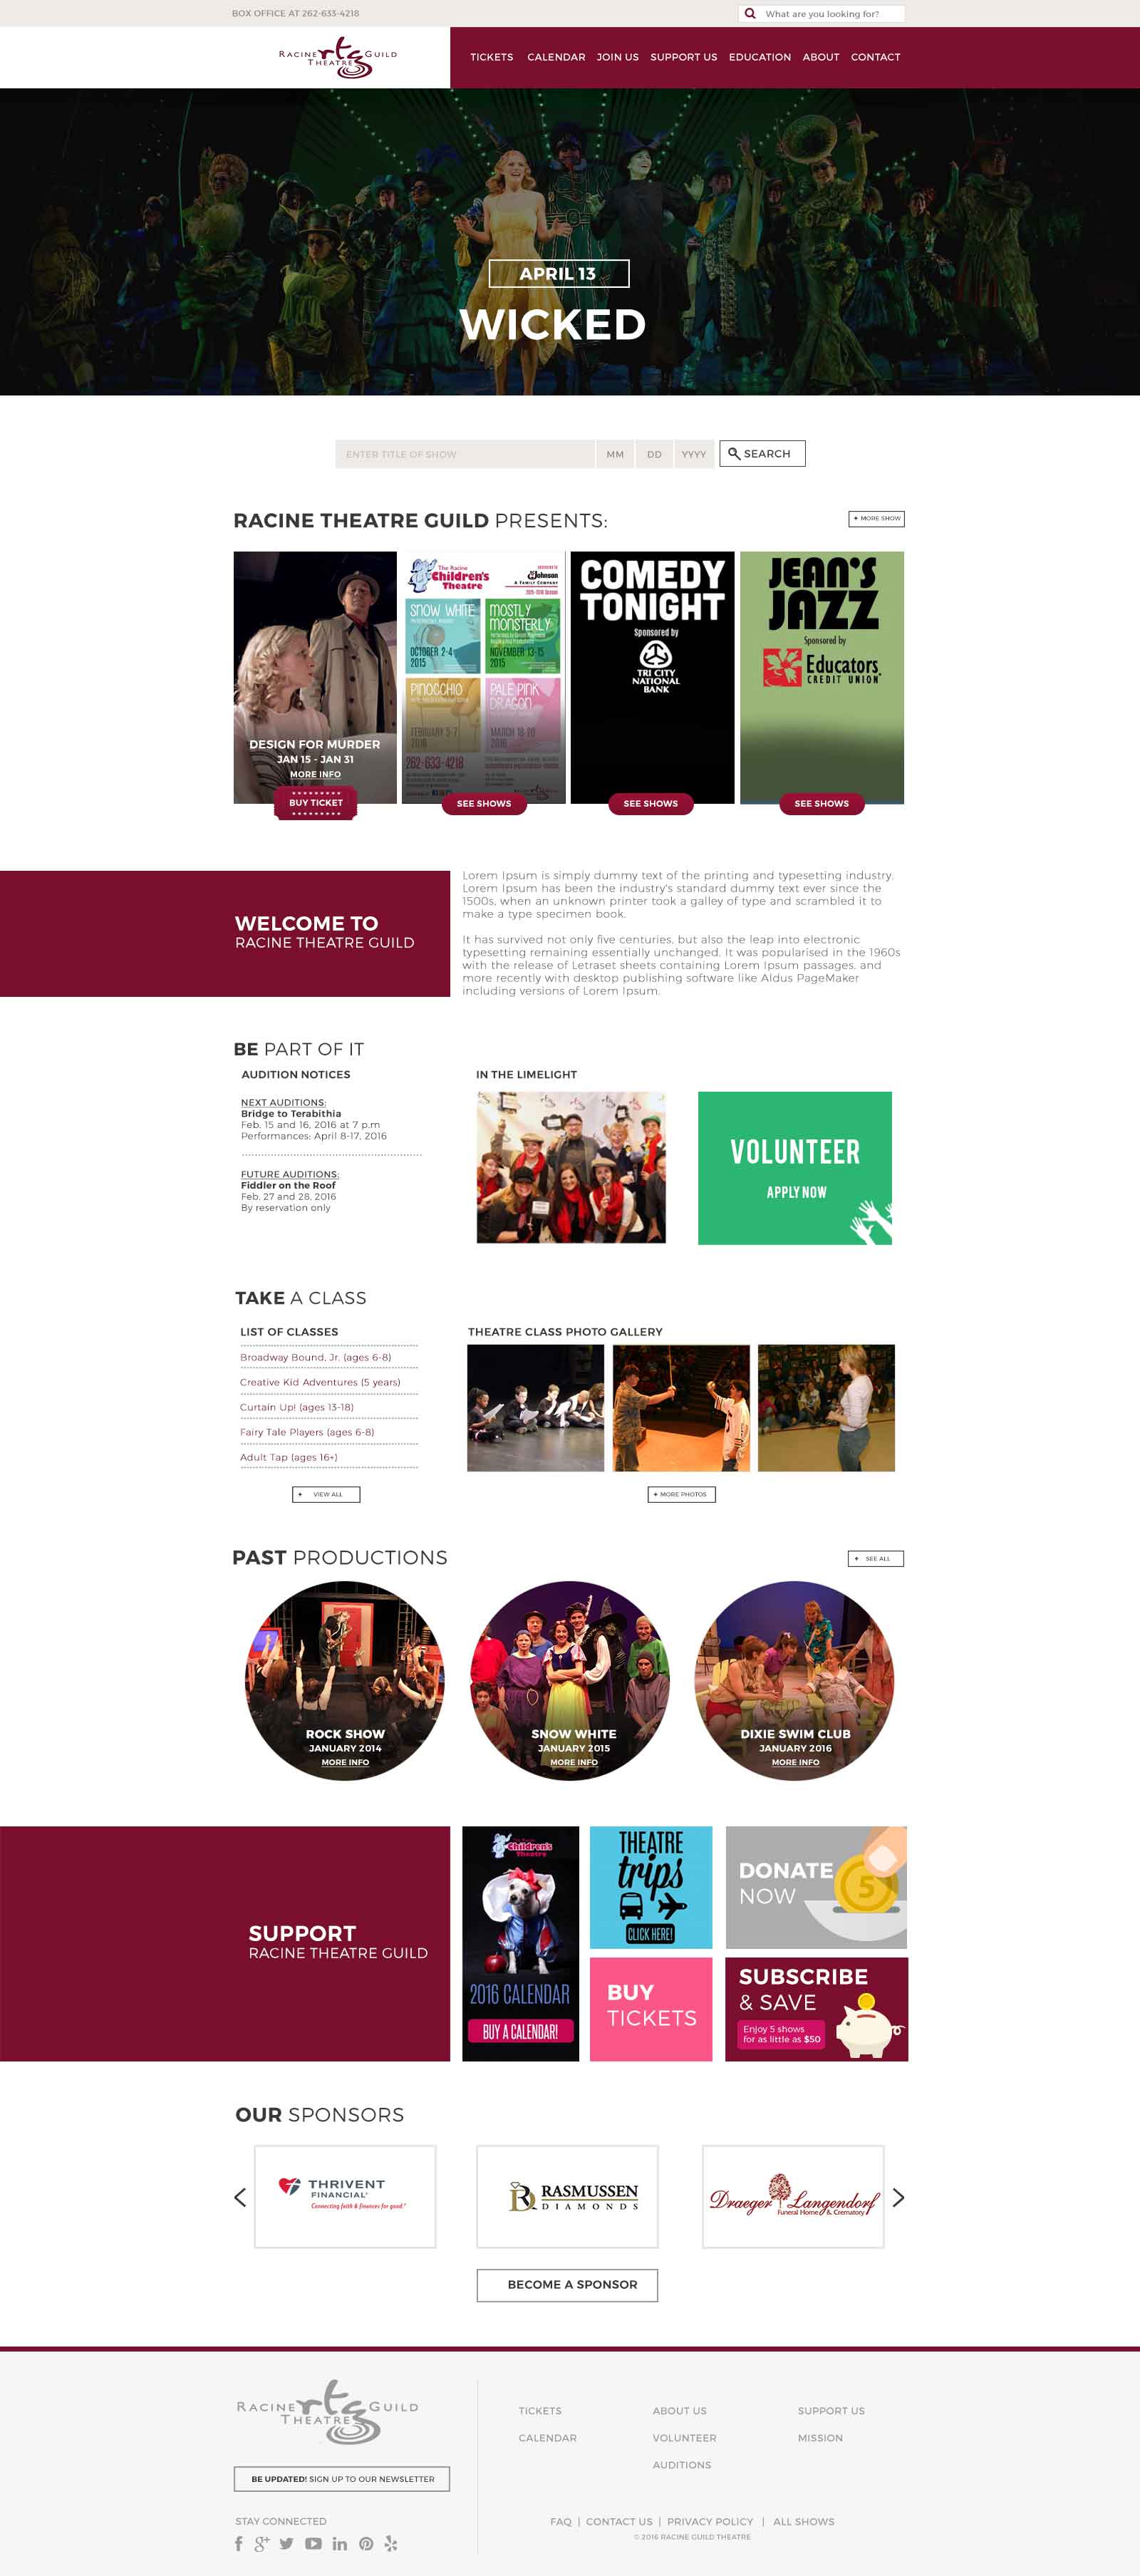 BOX OFFICE AT 262-633-4218
What are you looking for?
RACINE rtg GUILD
THEATRE
TICKETS CALENDAR JOIN US SUPPORT US EDUCATION ABOUT CONTACT
APRIL 13
WICKED
ENTER TITLE OF SHOW MM DD YYYY SEARCH
RACINE THEATRE GUILD PRESENTS:
+ MORE SHOW
DESIGN FOR MURDER
JAN 15 - JAN 31
MORE INFO
BUY TICKET
The Racine
Children's
Theatre
Johnson
A FAMILY COMPANY
2015-2016 Season
SNOW WHITE
OCTOBER 2-4
2015
MOSTLY
MONSTERLY
NOVEMBER 13-15
2015
PINOCCHIO
FEBRUARY 5-7
2016
PALE PINK
DRAGON
MARCH 18-20
2016
262-633-4218
SEE SHOWS
COMEDY
TONIGHT
Sponsored by
TRI CITY
NATIONAL
BANK
SEE SHOWS
JEAN'S
JAZZ
Sponsored by
Educators
CREDIT UNION
SEE SHOWS
WELCOME TO
RACINE THEATRE GUILD
Lorem Ipsum is simply dummy text of the printing and typesetting industry.
Lorem Ipsum has been the industry's standard dummy text ever since the
1500s, when an unknown printer took a galley of type and scrambled it to
make a type specimen book.
It has survived not only five centuries, but also the leap into electronic
typesetting remaining essentially unchanged. It was popularised in the 1960s
with the release of Letraset sheets containing Lorem Ipsum passages, and
more recently with desktop publishing software like Aldus PageMaker
including versions of Lorem Ipsum.
BE PART OF IT
AUDITION NOTICES
NEXT AUDITIONS:
Bridge to Terabithia
Feb. 15 and 16, 2016 at 7 p.m
Performances: April 8-17, 2016
FUTURE AUDITIONS:
Fiddler on the Roof
Feb. 27 and 28, 2016
By reservation only
IN THE LIMELIGHT
VOLUNTEER
APPLY NOW
TAKE A CLASS
LIST OF CLASSES
Broadway Bound, Jr. (ages 6-8)
Creative Kid Adventures (5 years)
Curtain Up! (ages 13-18)
Fairy Tale Players (ages 6-8)
Adult Tap (ages 16+)
+ VIEW ALL
THEATRE CLASS PHOTO GALLERY
+ MORE PHOTOS
PAST PRODUCTIONS
+ SEE ALL
ROCK SHOW
JANUARY 2014
MORE INFO
SNOW WHITE
JANUARY 2015
MORE INFO
DIXIE SWIM CLUB
JANUARY 2016
MORE INFO
SUPPORT
RACINE THEATRE GUILD
The Racine
Children's
Theatre
2016 CALENDAR
BUY A CALENDAR!
THEATRE
trips
CLICK HERE!
BUY
TICKETS
DONATE
NOW
5
SUBSCRIBE
& SAVE
Enjoy 5 shows
for as little as $50
OUR SPONSORS
THRIVENT
FINANCIAL®
Connecting faith & finances for good.®
RD RASMUSSEN
DIAMONDS
Draeger Langendorf
Funeral Home & Crematory
BECOME A SPONSOR
RACINE rtg GUILD
THEATRE
BE UPDATED! SIGN UP TO OUR NEWSLETTER
STAY CONNECTED
TICKETS
CALENDAR
ABOUT US
VOLUNTEER
AUDITIONS
SUPPORT US
MISSION
FAQ | CONTACT US | PRIVACY POLICY | ALL SHOWS
© 2016 RACINE GUILD THEATRE